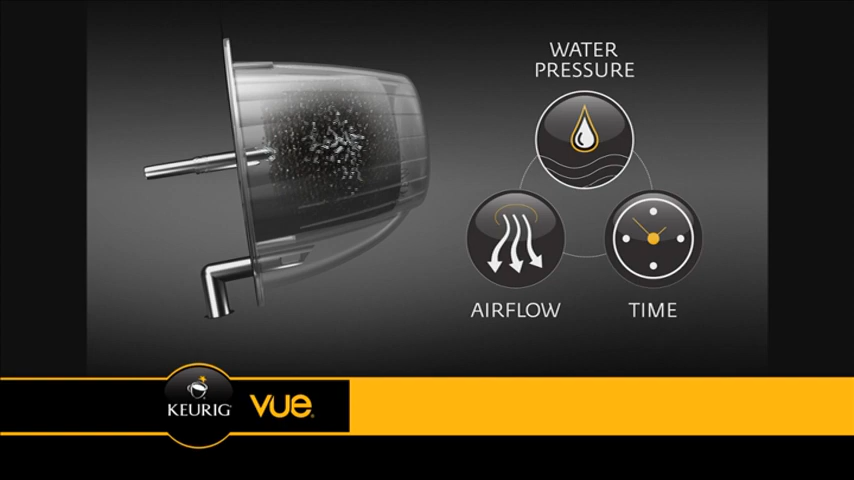 WATER
PRESSURE
AIRFLOW
TIME
KEURIG
vue®